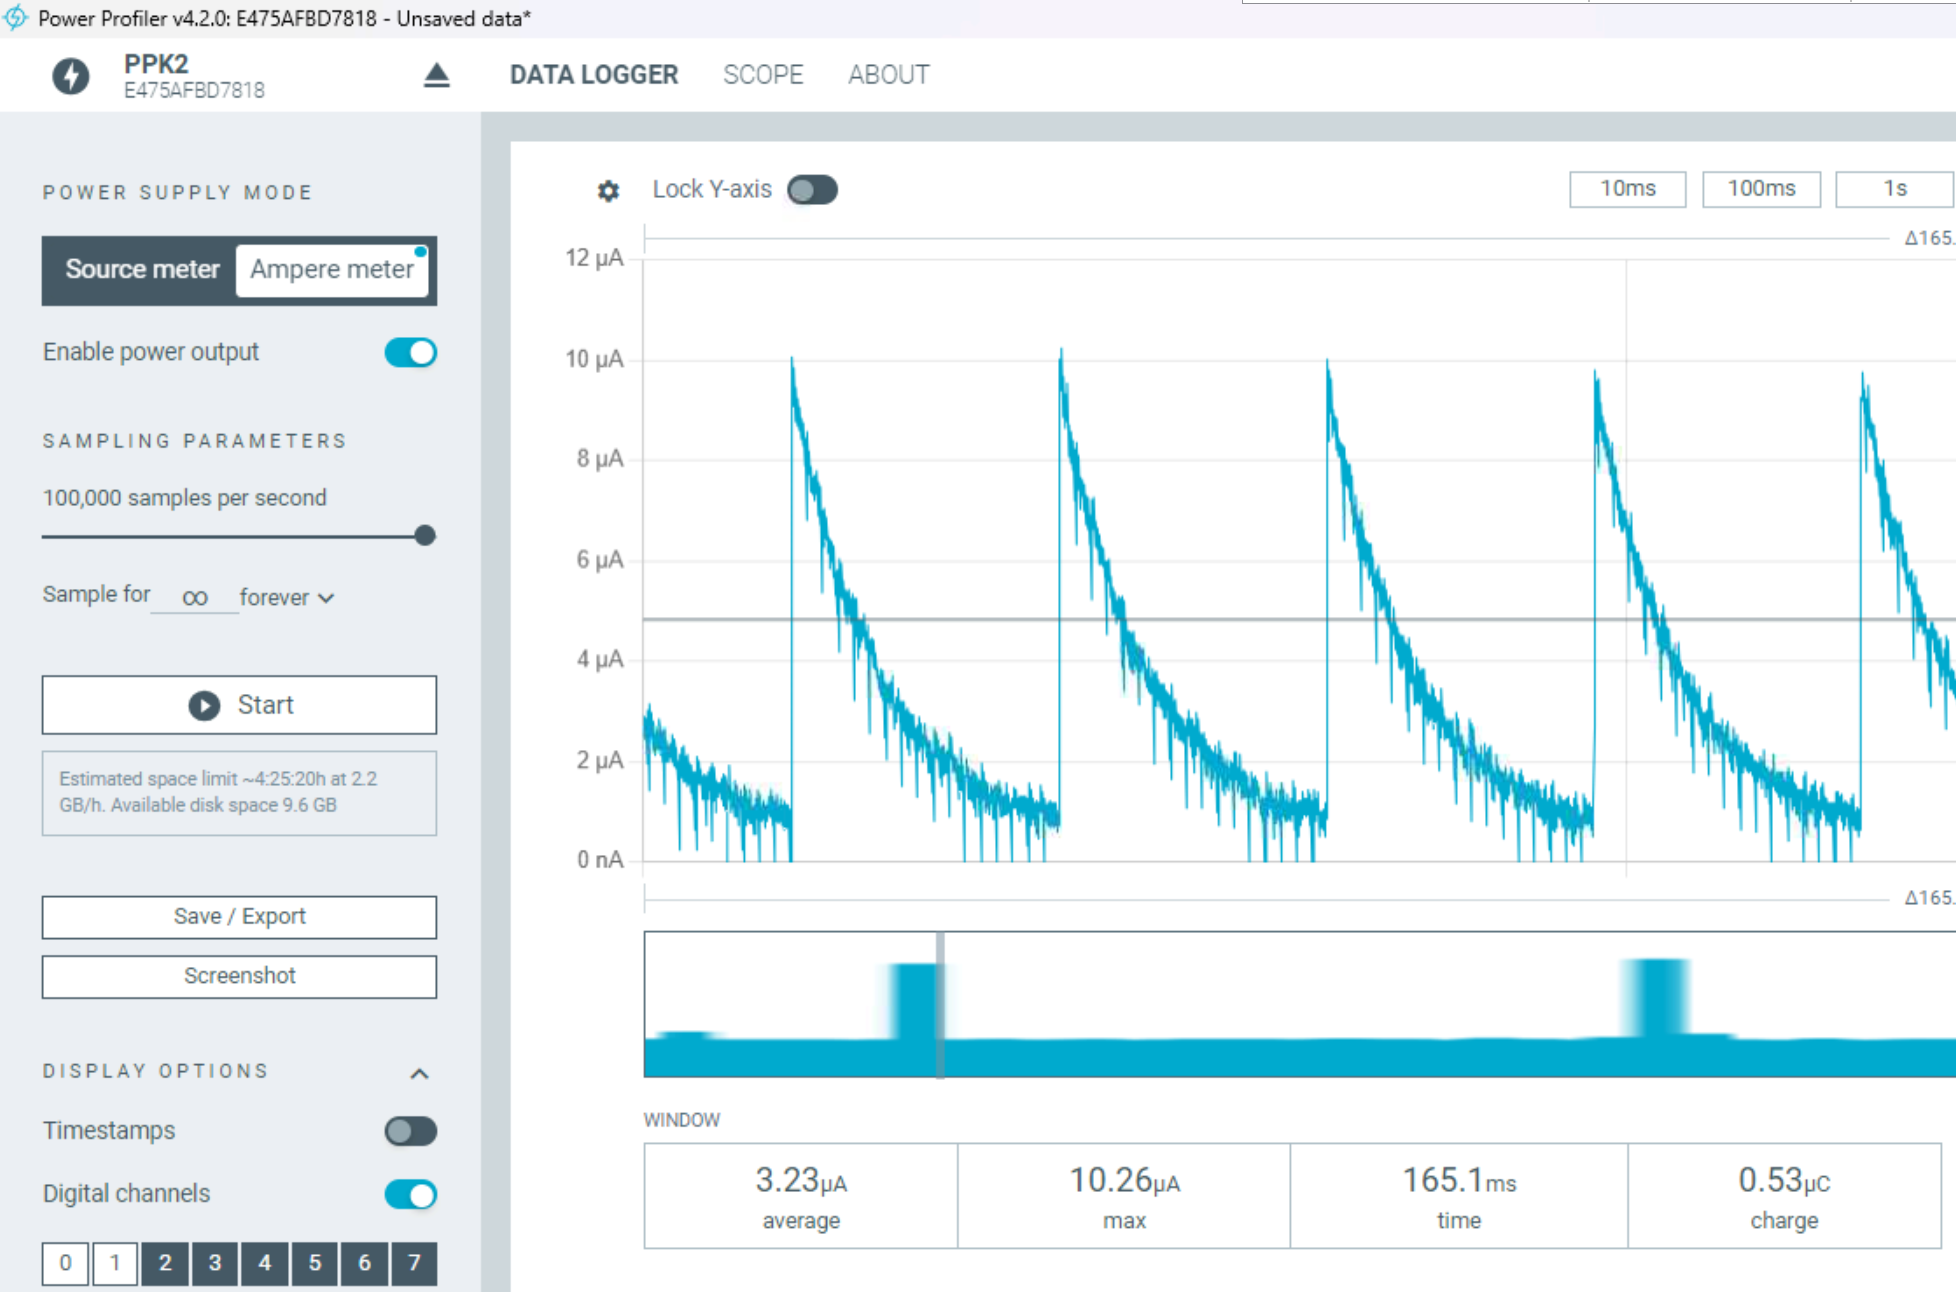 Power Profiler v4.2.0: E475AFBD7818 - Unsaved data*
PPK2
E475AFBD7818
DATA LOGGER SCOPE ABOUT
POWER SUPPLY MODE
Source meter Ampere meter
Enable power output
SAMPLING PARAMETERS
100,000 samples per second
Sample for ∞ forever
Start
Estimated space limit ~4:25:20h at 2.2
GB/h. Available disk space 9.6 GB
Save / Export
Screenshot
DISPLAY OPTIONS
Timestamps
Digital channels
0 1 2 3 4 5 6 7
Lock Y-axis
10ms 100ms 1s
Δ165.
12 µA
10 µA
8 µA
6 µA
4 µA
2 µA
0 nA
Δ165.
WINDOW
3.23µA 10.26µA 165.1ms 0.53µC
average max time charge